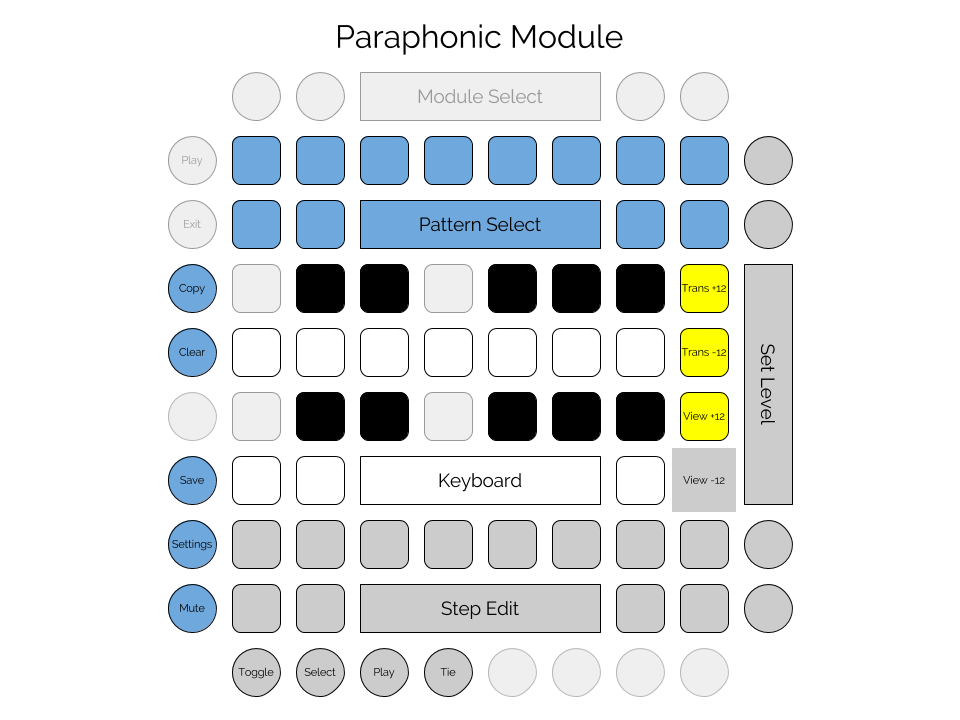 Paraphonic Module
Module Select
Play
Exit
Pattern Select
Copy
Trans +12
Clear
Trans -12
Set Level
View +12
Save
Keyboard
View -12
Settings
Mute
Step Edit
Toggle
Select
Play
Tie